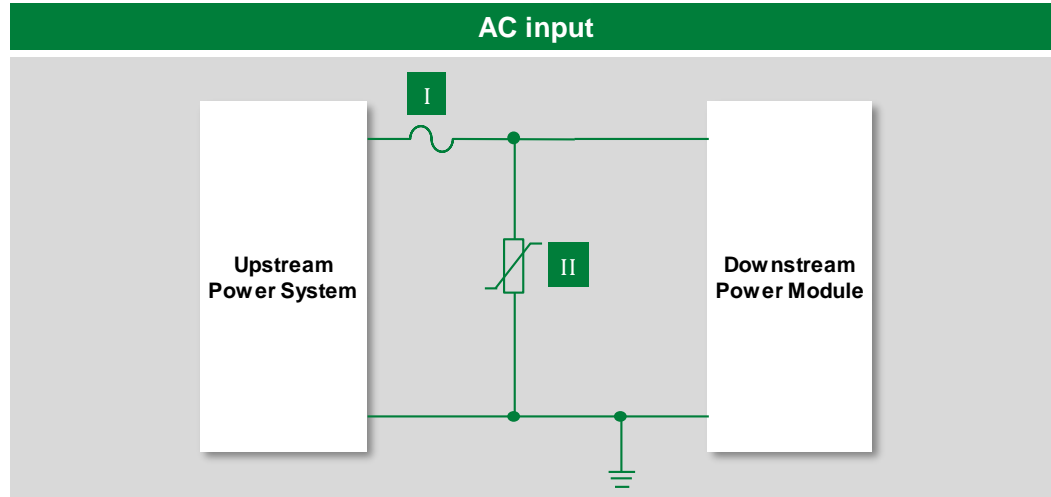 AC input
I
II
Upstream
Power System
Downstream
Power Module